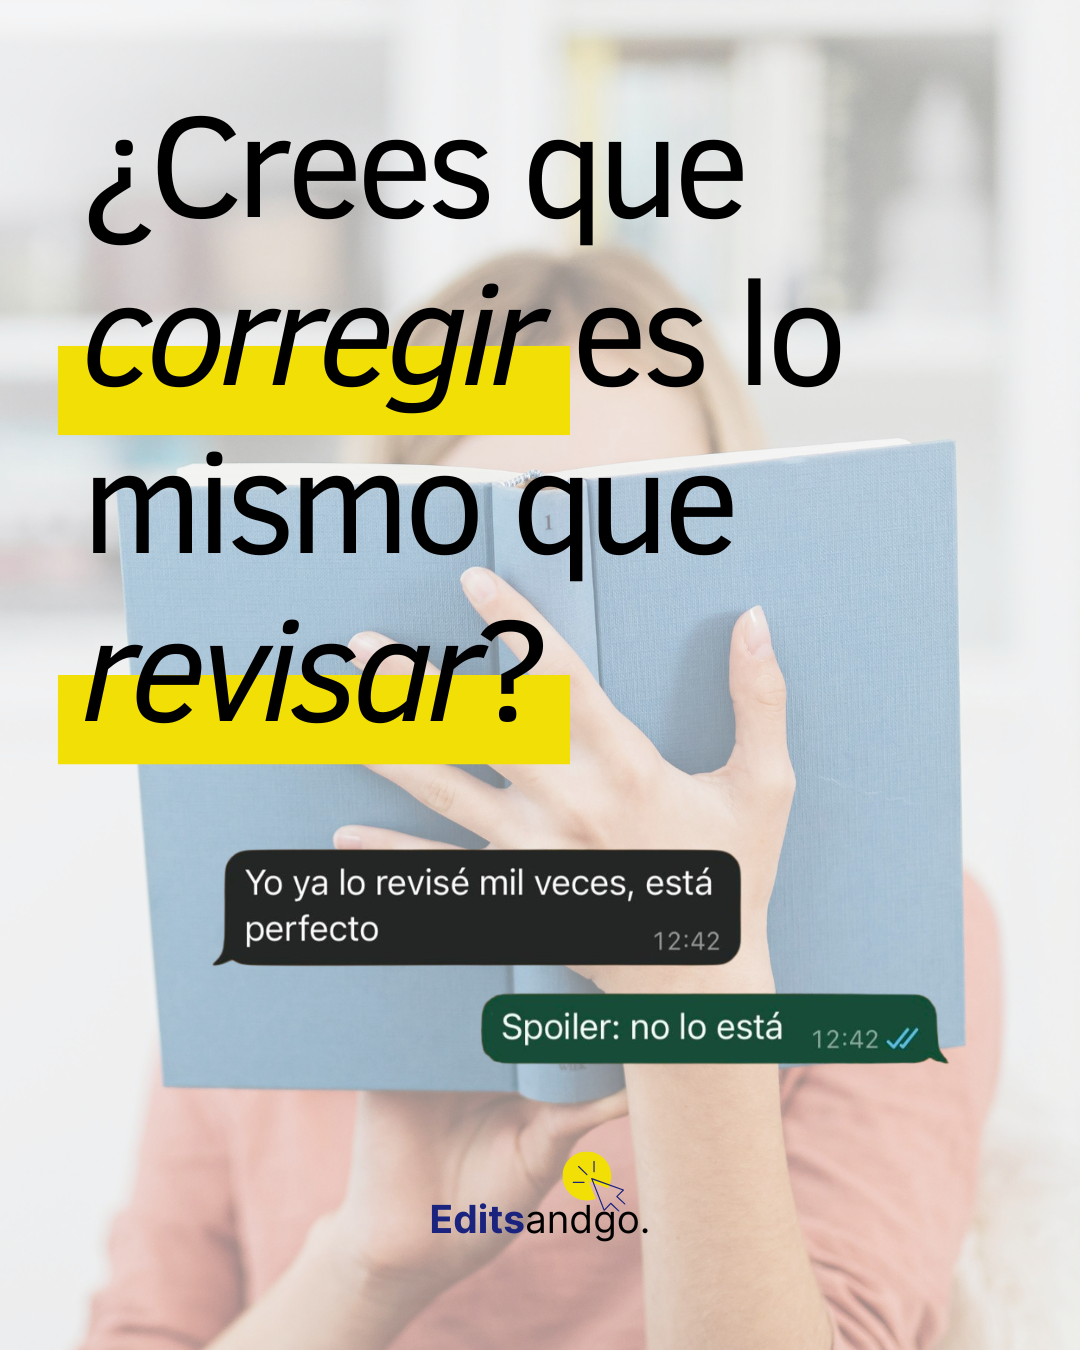 ¿Crees que
corregir es lo
mismo que
revisar?
1
Yo ya lo revisé mil veces, está
perfecto
12:42
Spoiler: no lo está 12:42
Editsandgo.